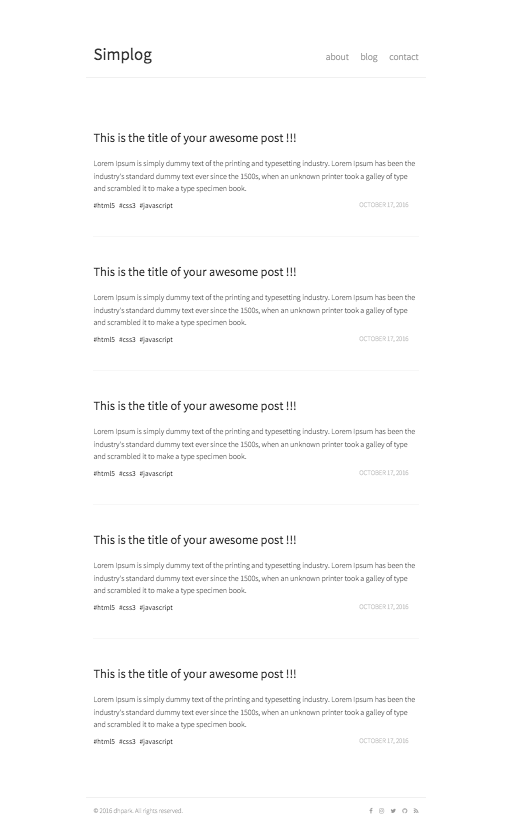 Simplog
about blog contact
This is the title of your awesome post !!!
Lorem Ipsum is simply dummy text of the printing and typesetting industry. Lorem Ipsum has been the
industry's standard dummy text ever since the 1500s, when an unknown printer took a galley of type
and scrambled it to make a type specimen book.
#html5 #css3 #javascript OCTOBER 17, 2016
This is the title of your awesome post !!!
Lorem Ipsum is simply dummy text of the printing and typesetting industry. Lorem Ipsum has been the
industry's standard dummy text ever since the 1500s, when an unknown printer took a galley of type
and scrambled it to make a type specimen book.
#html5 #css3 #javascript OCTOBER 17, 2016
This is the title of your awesome post !!!
Lorem Ipsum is simply dummy text of the printing and typesetting industry. Lorem Ipsum has been the
industry's standard dummy text ever since the 1500s, when an unknown printer took a galley of type
and scrambled it to make a type specimen book.
#html5 #css3 #javascript OCTOBER 17, 2016
This is the title of your awesome post !!!
Lorem Ipsum is simply dummy text of the printing and typesetting industry. Lorem Ipsum has been the
industry's standard dummy text ever since the 1500s, when an unknown printer took a galley of type
and scrambled it to make a type specimen book.
#html5 #css3 #javascript OCTOBER 17, 2016
This is the title of your awesome post !!!
Lorem Ipsum is simply dummy text of the printing and typesetting industry. Lorem Ipsum has been the
industry's standard dummy text ever since the 1500s, when an unknown printer took a galley of type
and scrambled it to make a type specimen book.
#html5 #css3 #javascript OCTOBER 17, 2016
© 2016 dhpark. All rights reserved.